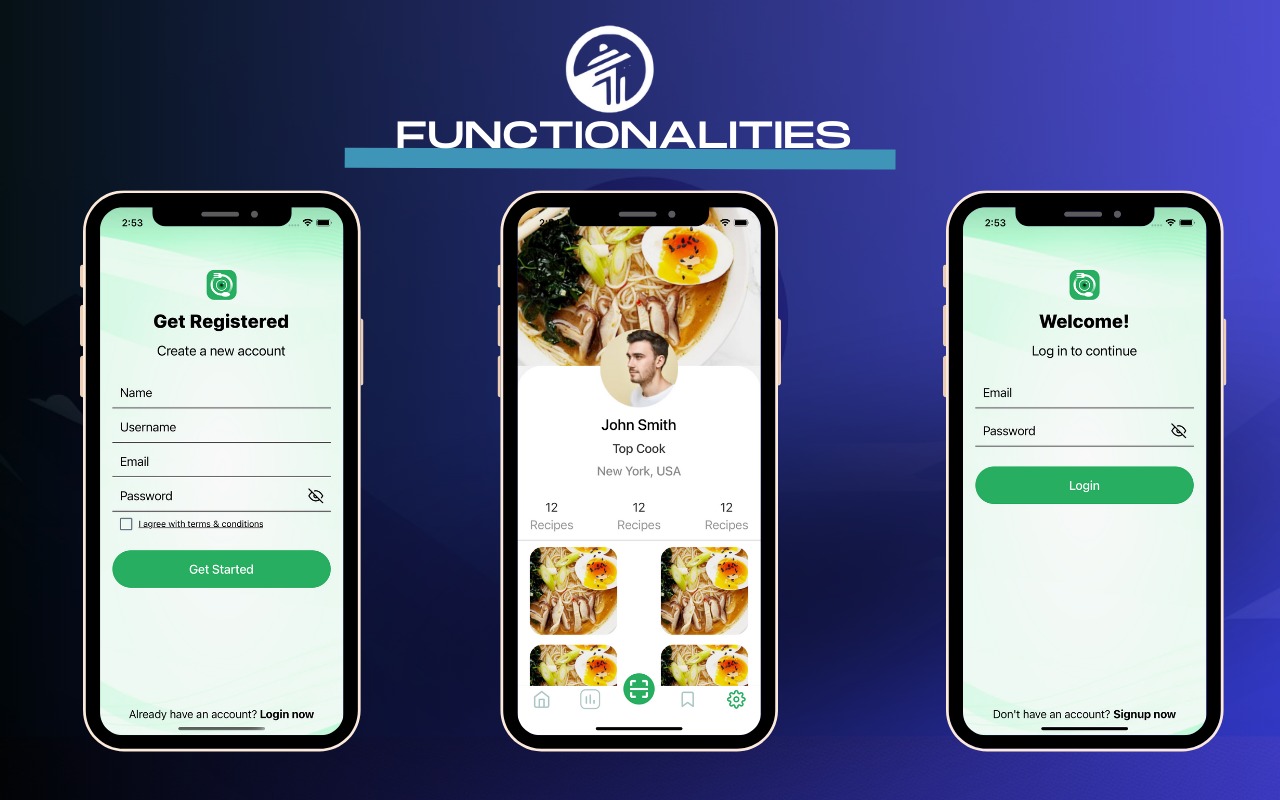 FUNCTIONALITIES
2:53
Get Registered
Create a new account
Name
Username
Email
Password
I agree with terms & conditions
Get Started
Already have an account? Login now
John Smith
Top Cook
New York, USA
12 12 12
Recipes Recipes Recipes
2:53
Welcome!
Log in to continue
Email
Password
Login
Don't have an account? Signup now